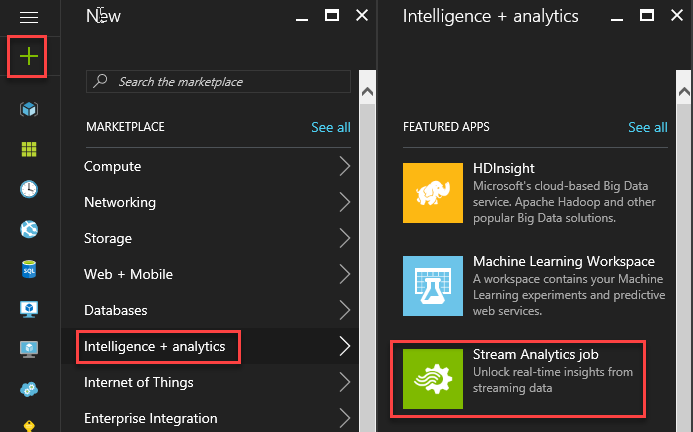 New
Search the marketplace
MARKETPLACE
See all
Compute
Networking
Storage
Web + Mobile
Databases
Intelligence + analytics
Internet of Things
Enterprise Integration
Intelligence + analytics
FEATURED APPS
See all
HDInsight
Microsoft's cloud-based Big Data
service. Apache Hadoop and other
popular Big Data solutions.
Machine Learning Workspace
A workspace contains your Machine
Learning experiments and predictive
web services.
Stream Analytics job
Unlock real-time insights from
streaming data
SQL